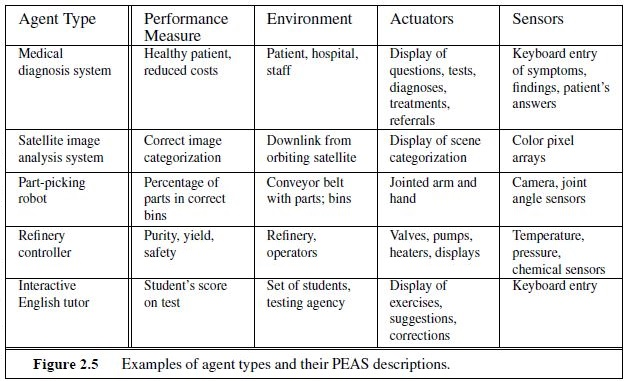 Agent Type Performance Measure Environment Actuators Sensors
Medical diagnosis system
Healthy patient, reduced costs
Patient, hospital, staff
Display of questions, tests, diagnoses, treatments, referrals
Keyboard entry of symptoms, findings, patient's answers
Satellite image analysis system
Correct image categorization
Downlink from orbiting satellite
Display of scene categorization
Color pixel arrays
Part-picking robot
Percentage of parts in correct bins
Conveyor belt with parts; bins
Jointed arm and hand
Camera, joint angle sensors
Refinery controller
Purity, yield, safety
Refinery, operators
Valves, pumps, heaters, displays
Temperature, pressure, chemical sensors
Interactive English tutor
Student's score on test
Set of students, testing agency
Display of exercises, suggestions, corrections
Keyboard entry
Figure 2.5 Examples of agent types and their PEAS descriptions.